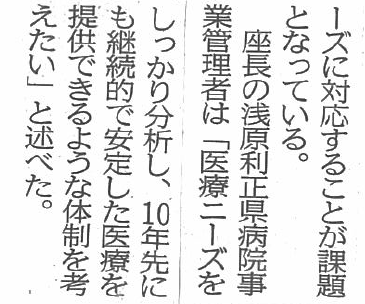 ーズに対応することが課題
となっている。
　座長の浅原利正県病院事
業管理者は「医療ニーズを
しっかり分析し、10年先に
も継続的で安定した医療を
提供できるような体制を考
えたい」と述べた。